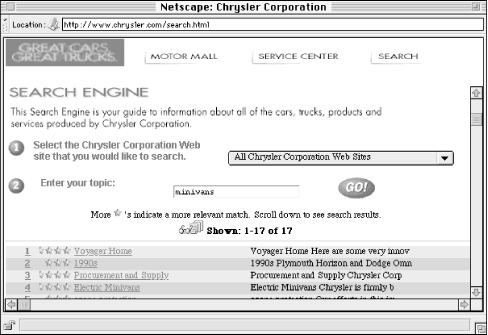 Netscape: Chrysler Corporation
Location: http://www.chrysler.com/search.html
GREAT CARS. MOTOR MALL SERVICE CENTER SEARCH
GREAT TRUCKS.
SEARCH ENGINE
This Search Engine is your guide to information about all of the cars, trucks, products and
services produced by Chrysler Corporation.
1 Select the Chrysler Corporation Web
site that you would like to search. All Chrysler Corporation Web Sites
2 Enter your topic: minivans GO!
More 's indicate a more relevant match. Scroll down to see search results.
Shown: 1-17 of 17
1 Voyager Home Voyager Home Here are some very innov
2 1990s 1990s Plymouth Horizon and Dodge Omn
3 Procurement and Supply Procurement and Supply Chrysler Corp
4 Electric Minivans Electric Minivans Chrysler is firmly b